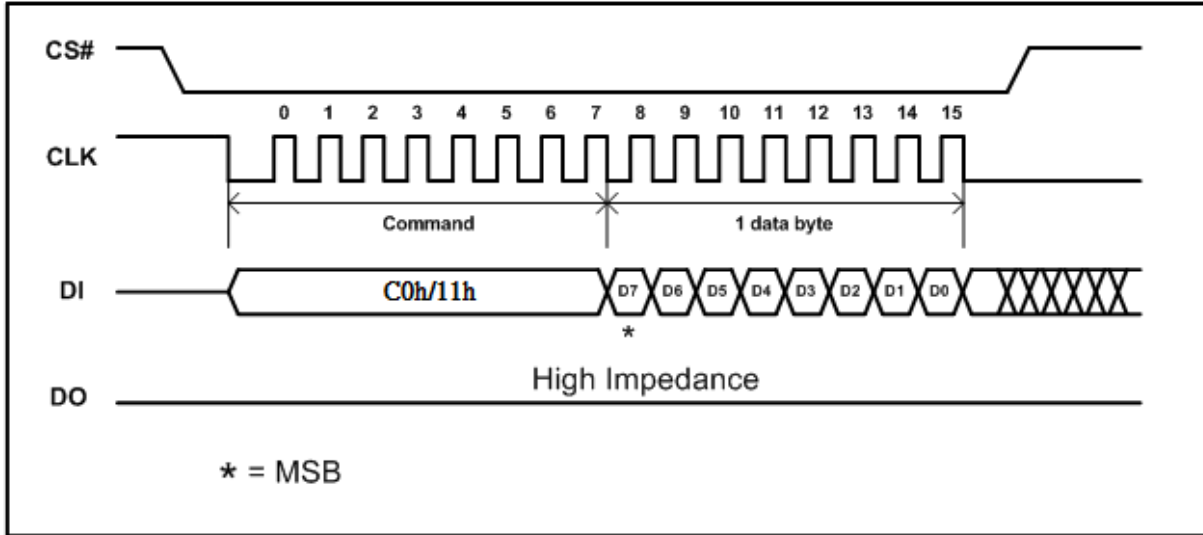 CS#
0 1 2 3 4 5 6 7 8 9 10 11 12 13 14 15
CLK
Command 1 data byte
DI C0h/11h D7 D6 D5 D4 D3 D2 D1 D0
*
High Impedance
DO
* = MSB